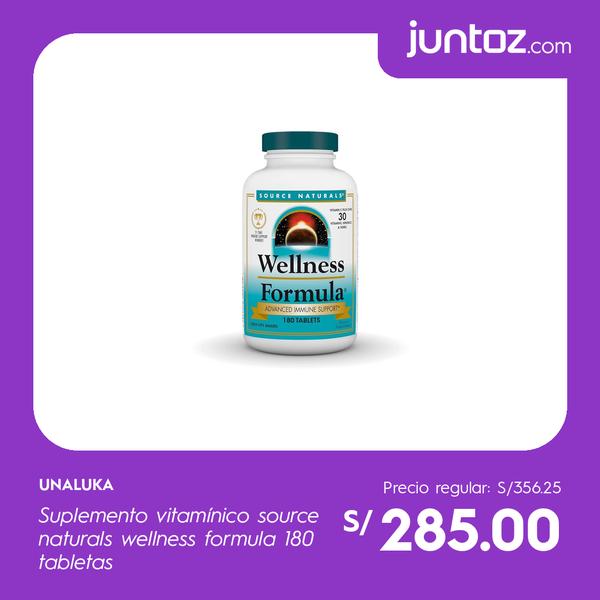 juntoz.com
SOURCE NATURALS®
30
Wellness
Formula®
ADVANCED IMMUNE SUPPORT
180 TABLETS
UNALUKA
Suplemento vitamínico source
naturals wellness formula 180
tabletas
Precio regular: S/356.25
S/ 285.00